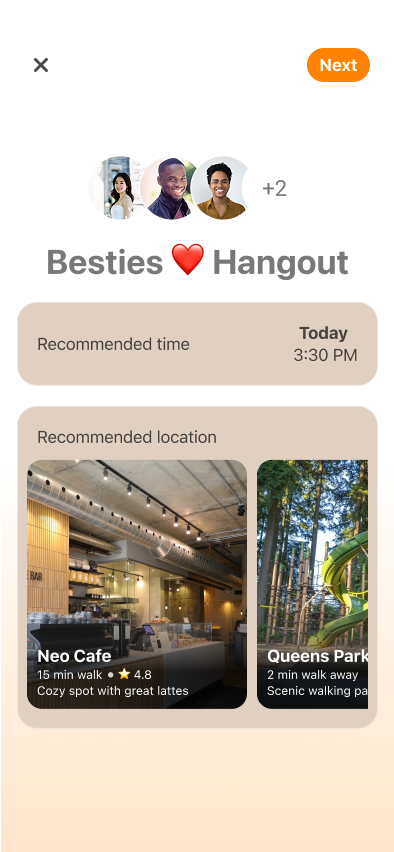 Next
+2
Besties ❤️ Hangout
Recommended time
Today
3:30 PM
Recommended location
E BAR
Neo Cafe
15 min walk • ⭐ 4.8
Cozy spot with great lattes
Queens Park
2 min walk away
Scenic walking pa